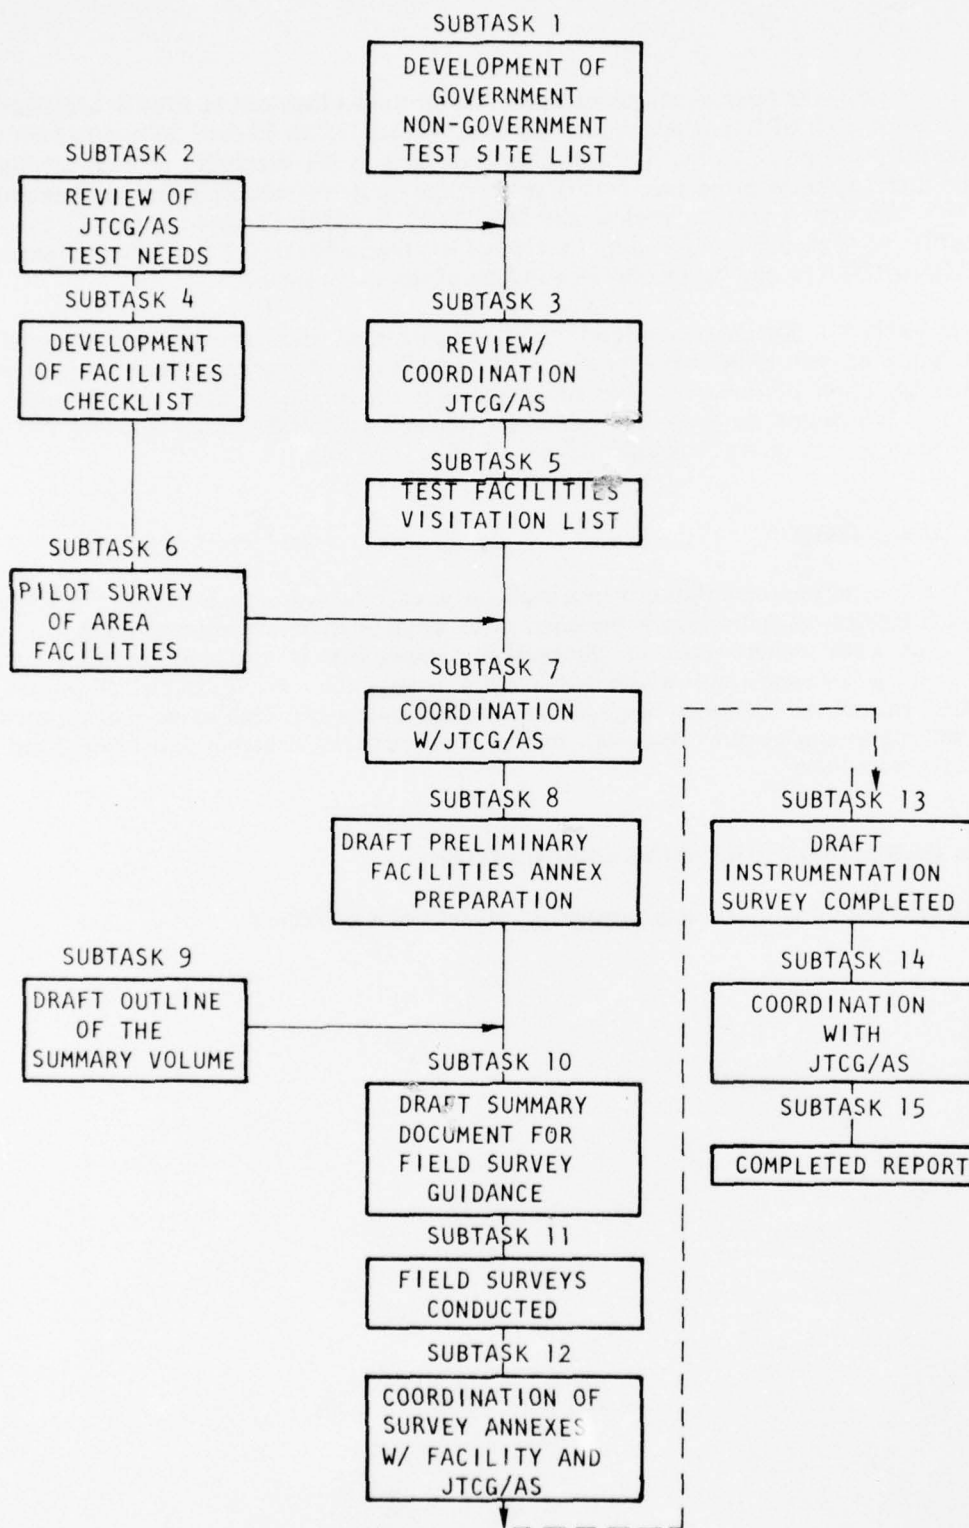 SUBTASK 1
DEVELOPMENT OF
GOVERNMENT
NON-GOVERNMENT
TEST SITE LIST
SUBTASK 2
REVIEW OF
JTCG/AS
TEST NEEDS
SUBTASK 3
REVIEW/
COORDINATION
JTCG/AS
SUBTASK 4
DEVELOPMENT
OF FACILITIES
CHECKLIST
SUBTASK 5
TEST FACILITIES
VISITATION LIST
SUBTASK 6
PILOT SURVEY
OF AREA
FACILITIES
SUBTASK 7
COORDINATION
W/JTCG/AS
SUBTASK 8
DRAFT PRELIMINARY
FACILITIES ANNEX
PREPARATION
SUBTASK 9
DRAFT OUTLINE
OF THE
SUMMARY VOLUME
SUBTASK 10
DRAFT SUMMARY
DOCUMENT FOR
FIELD SURVEY
GUIDANCE
SUBTASK 11
FIELD SURVEYS
CONDUCTED
SUBTASK 12
COORDINATION OF
SURVEY ANNEXES
W/ FACILITY AND
JTCG/AS
SUBTASK 13
DRAFT
INSTRUMENTATION
SURVEY COMPLETED
SUBTASK 14
COORDINATION
WITH
JTCG/AS
SUBTASK 15
COMPLETED REPORT